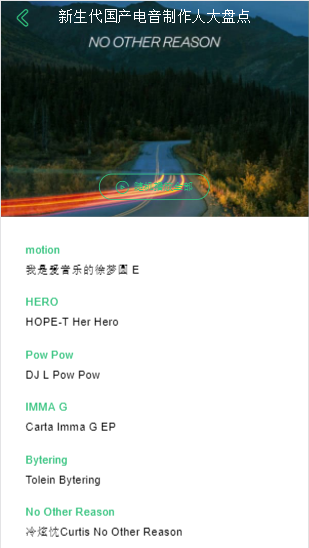 新生代国产电音制作人大盘点
NO OTHER REASON
motion
我是爱音乐的徐梦圆 E
HERO
HOPE-T Her Hero
Pow Pow
DJ L Pow Pow
IMMA G
Carta Imma G EP
Bytering
Tolein Bytering
No Other Reason
冷炫忱Curtis No Other Reason